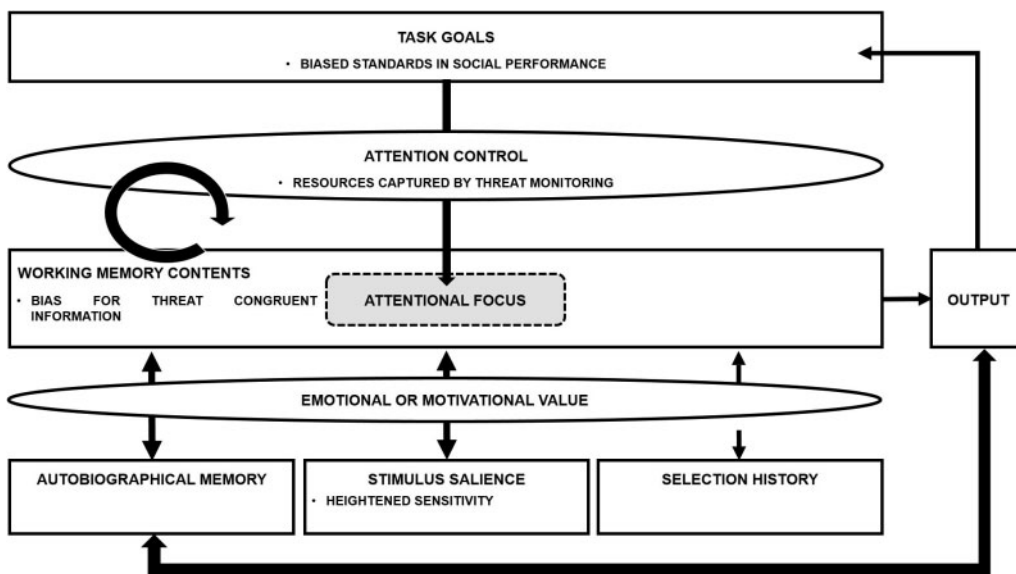 TASK GOALS
• BIASED STANDARDS IN SOCIAL PERFORMANCE
ATTENTION CONTROL
• RESOURCES CAPTURED BY THREAT MONITORING
WORKING MEMORY CONTENTS
• BIAS FOR THREAT CONGRUENT
INFORMATION
ATTENTIONAL FOCUS
OUTPUT
EMOTIONAL OR MOTIVATIONAL VALUE
AUTOBIOGRAPHICAL MEMORY
STIMULUS SALIENCE
• HEIGHTENED SENSITIVITY
SELECTION HISTORY